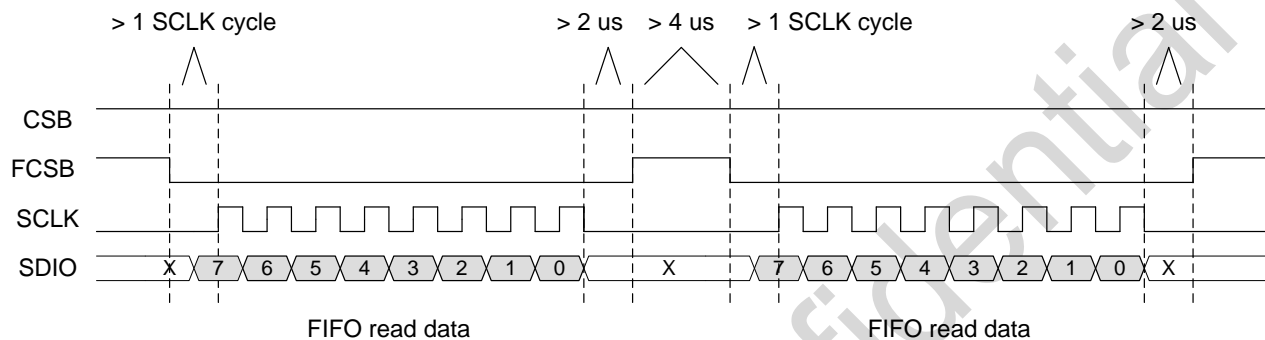 > 1 SCLK cycle > 2 us > 4 us > 1 SCLK cycle > 2 us
CSB
FCSB
SCLK
SDIO X 7 6 5 4 3 2 1 0 X 7 6 5 4 3 2 1 0 X
FIFO read data FIFO read data